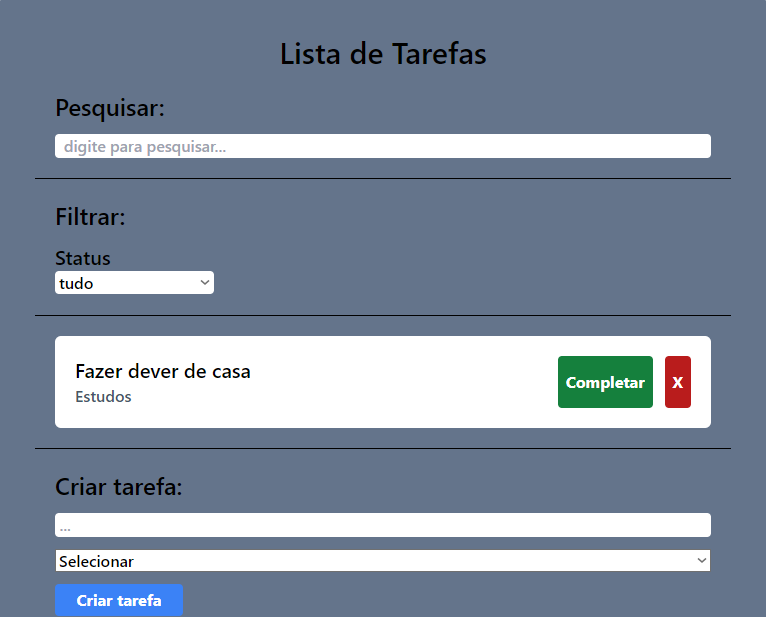 Lista de Tarefas
Pesquisar:
digite para pesquisar...
Filtrar:
Status
tudo
Fazer dever de casa
Estudos
Completar
X
Criar tarefa:
...
Selecionar
Criar tarefa